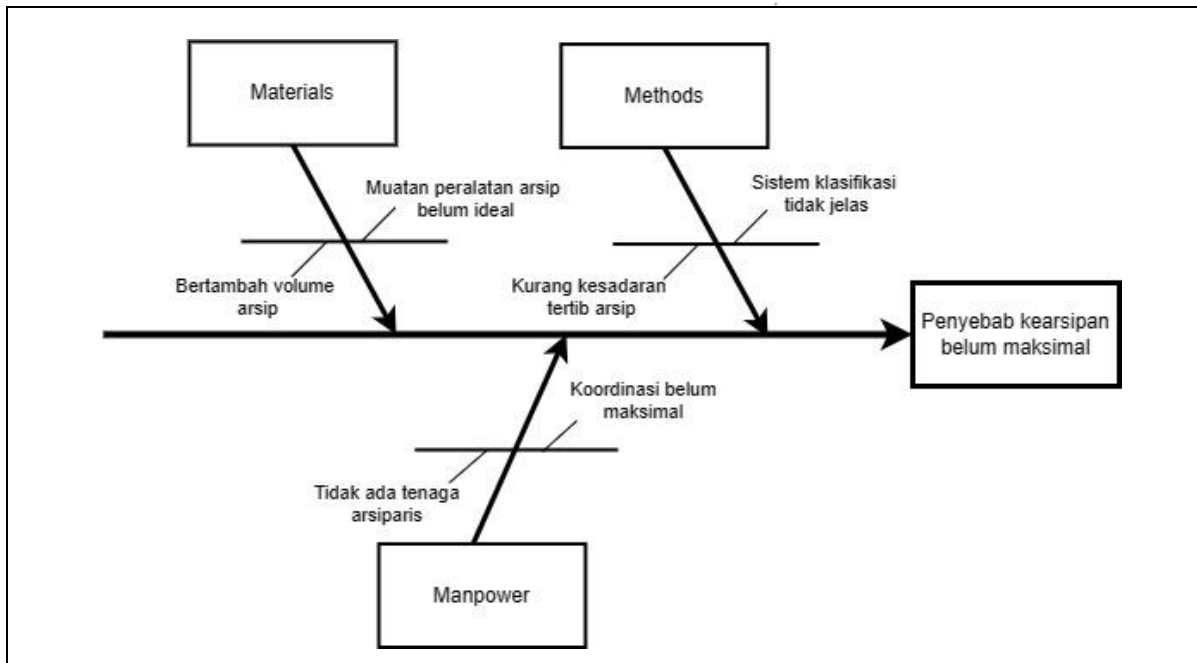 Materials
Methods
Muatan peralatan arsip
belum ideal
Sistem klasifikasi
tidak jelas
Bertambah volume
arsip
Kurang kesadaran
tertib arsip
Penyebab kearsipan
belum maksimal
Koordinasi belum
maksimal
Tidak ada tenaga
arsiparis
Manpower